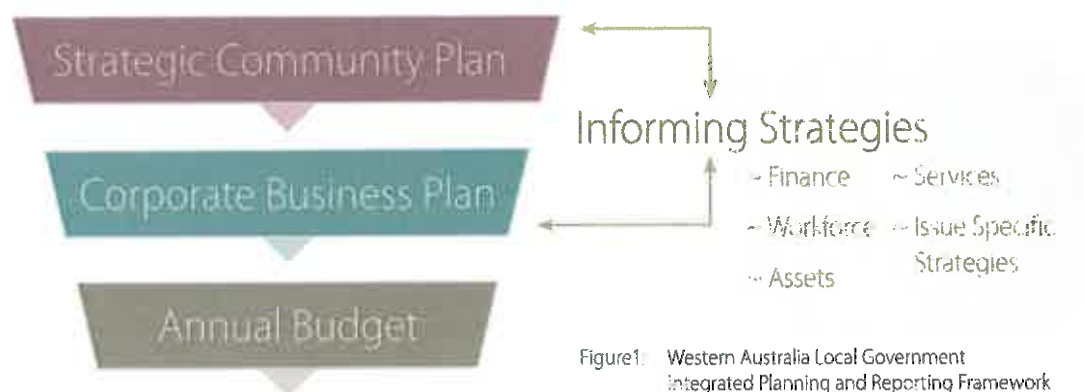 Strategic Community Plan
Corporate Business Plan
Annual Budget
Informing Strategies
~ Finance
~ Workforce
~ Assets
~ Services
~ Issue Specific
Strategies
Figure1: Western Australia Local Government
Integrated Planning and Reporting Framework